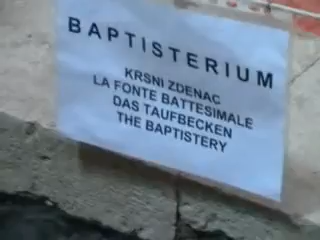 BAPTISTERIUM
KRSNI ZDENAC
LA FONTE BATTESIMALE
DAS TAUFBECKEN
THE BAPTISTERY